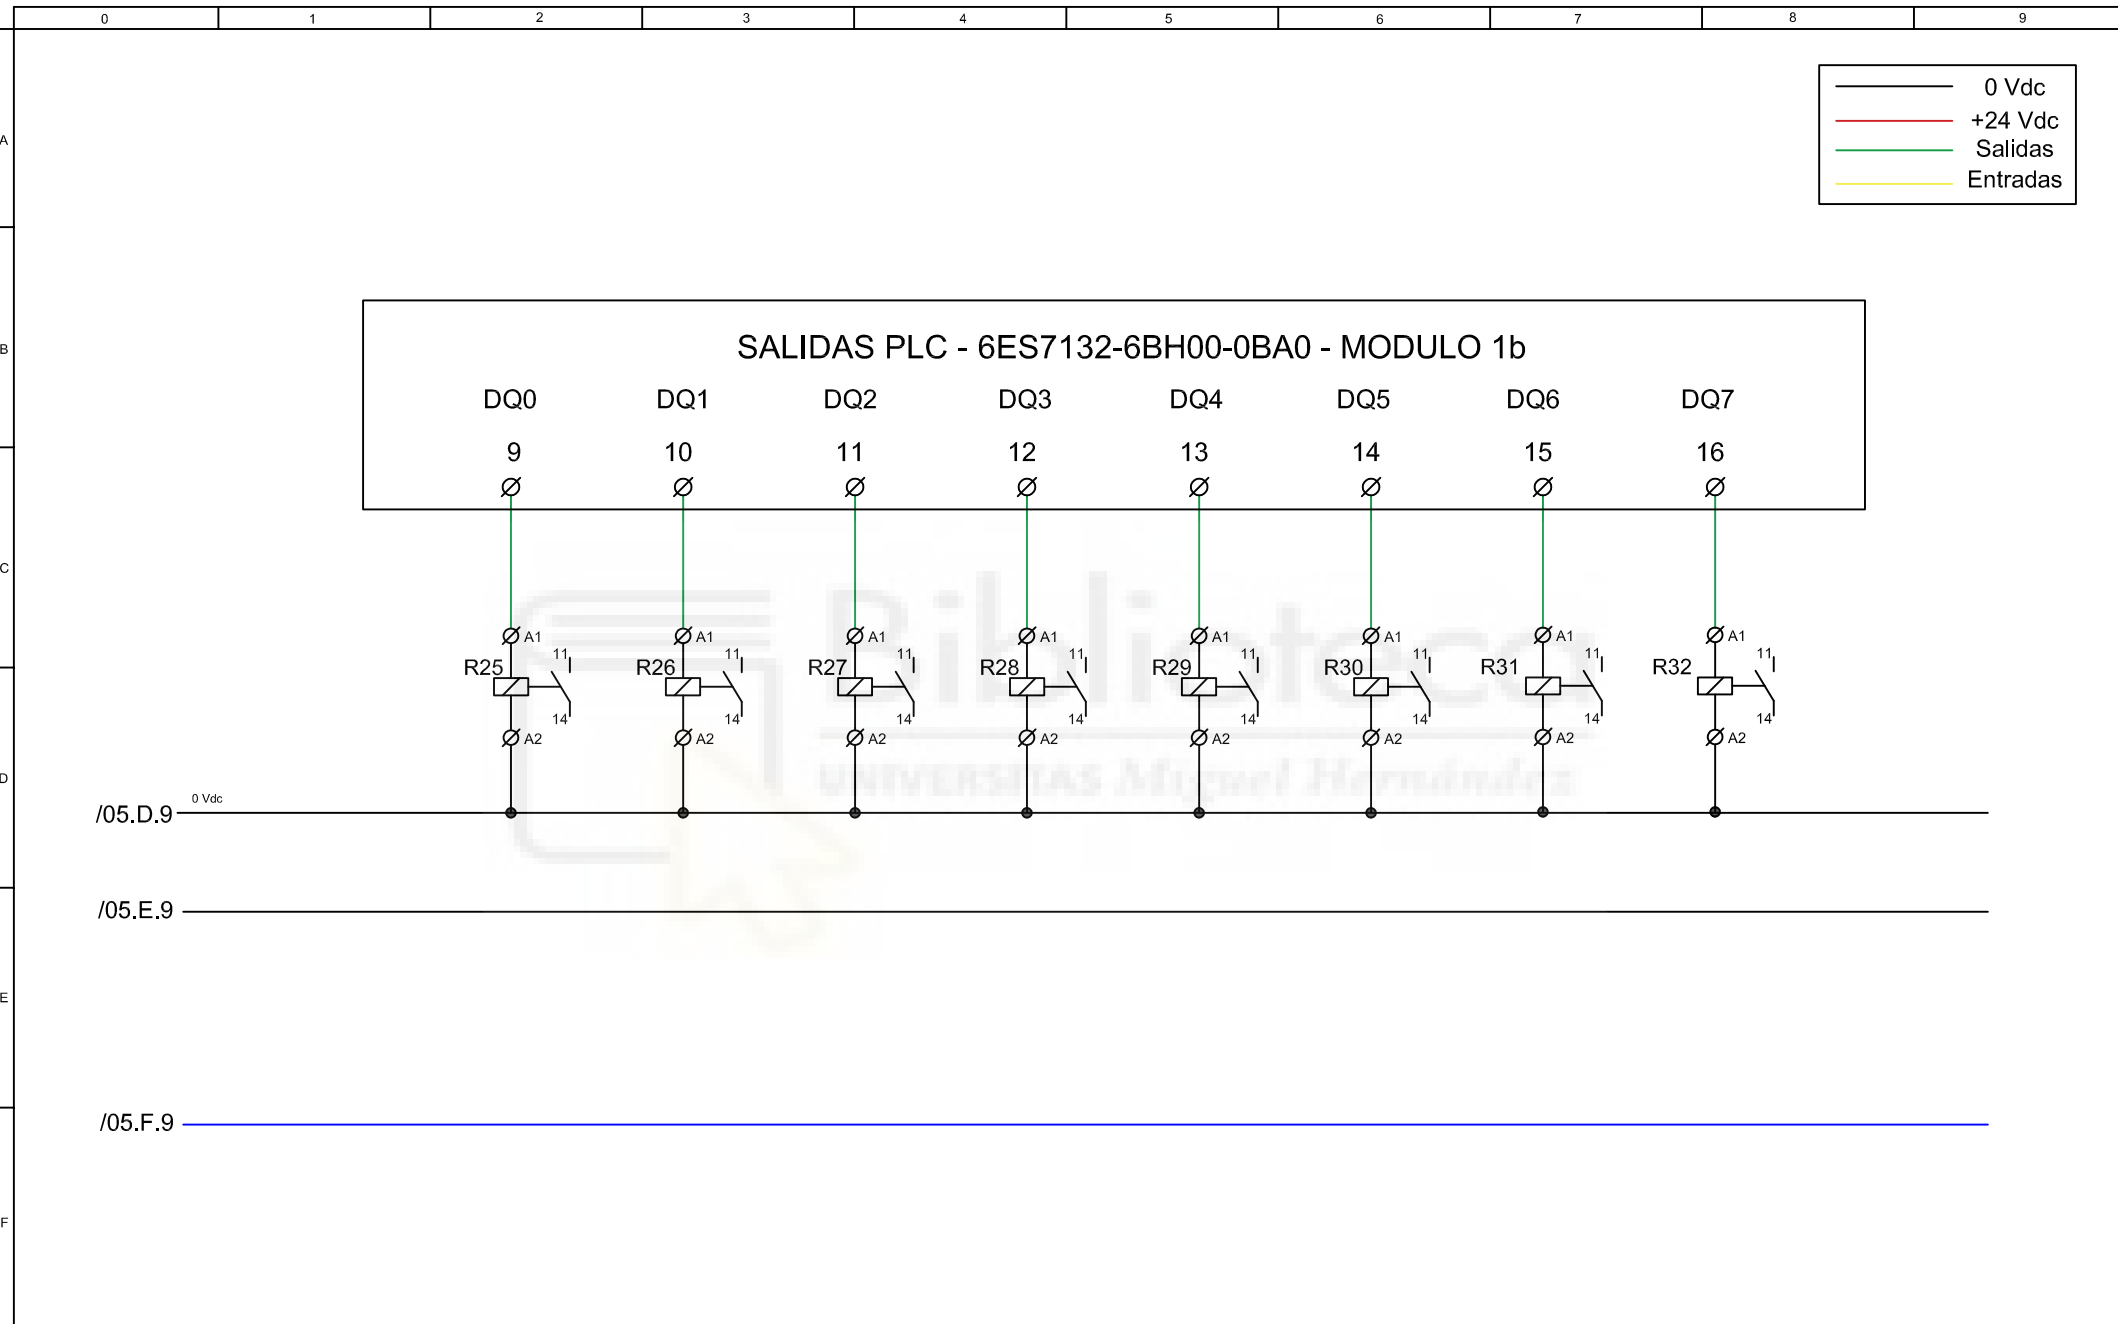 0 1 2 3 4 5 6 7 8 9
0 Vdc
+24 Vdc
A
Salidas
Entradas
B
SALIDAS PLC - 6ES7132-6BH00-0BA0 - MODULO 1b
DQ0 DQ1 DQ2 DQ3 DQ4 DQ5 DQ6 DQ7
9 10 11 12 13 14 15 16
C
Biblioteca
A1 A1 A1 A1 A1 A1 A1 A1
R25 11 R26 11 R27 11 R28 11 R29 11 R30 11 R31 11 R32 11
14 14 14 14 14 14 14 14
A2 A2 A2 A2 A2 A2 A2 A2
D
UNIVERSITAS Miguel Hernández
/05.D.9 0 Vdc
/05.E.9
E
/05.F.9
F